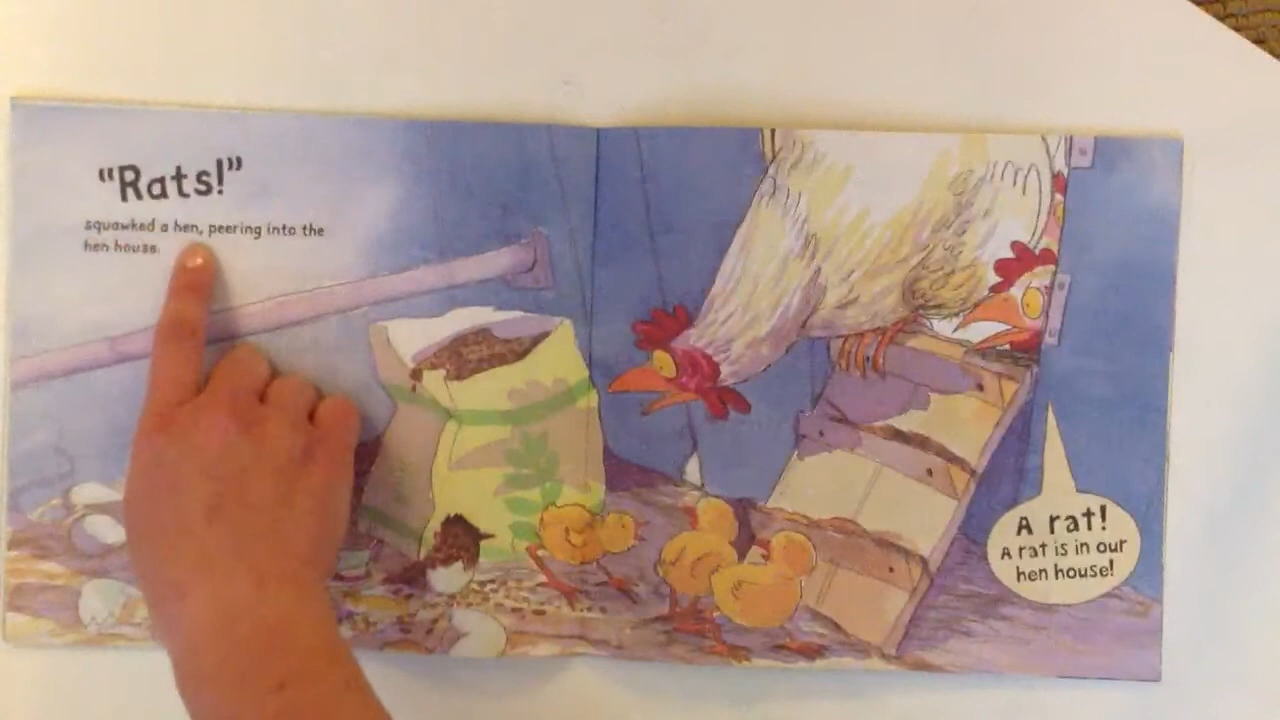 “Rats!”
squawked a hen, peering into the
hen house.
A rat!
A rat is in our
hen house!